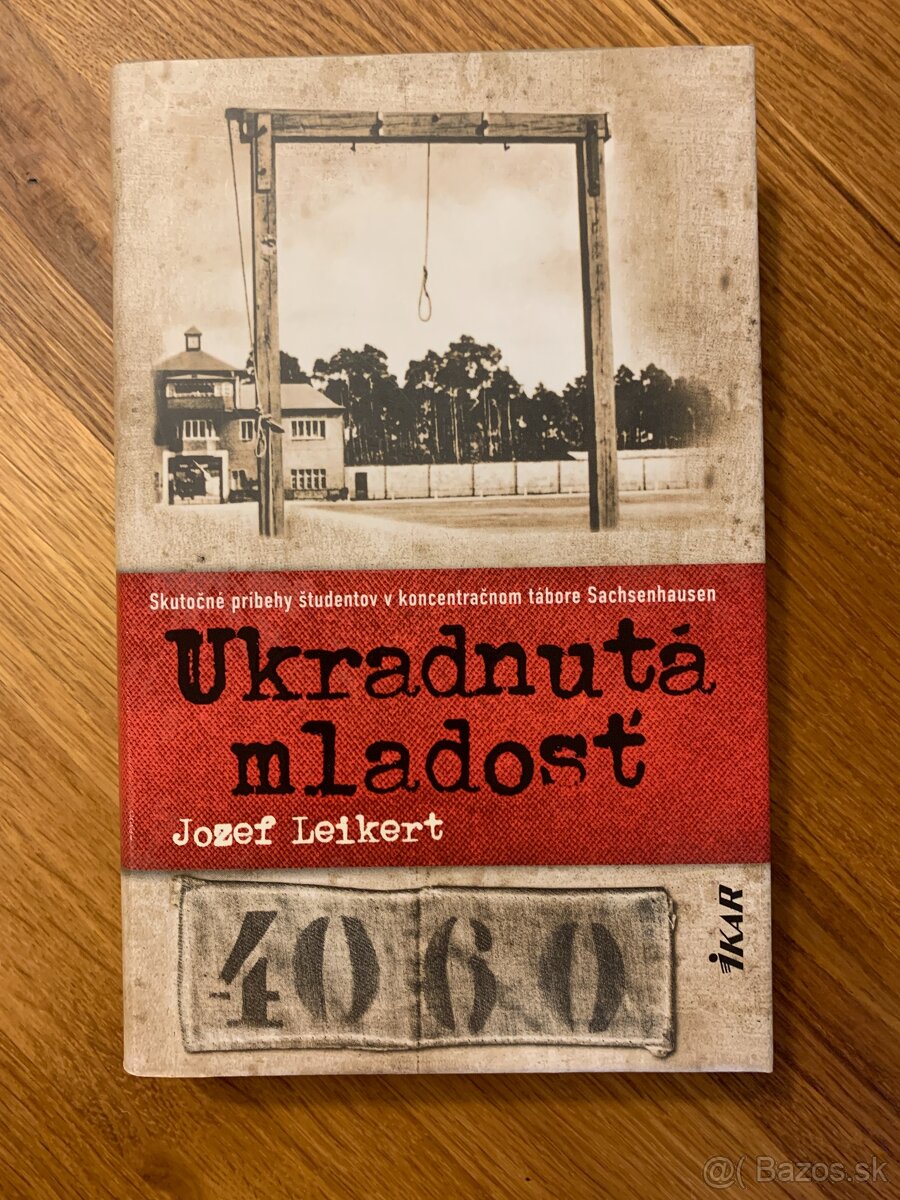 Skutočné príbehy študentov v koncentračnom tábore Sachsenhausen
Ukradnutá
mladosť
Jozef Leikert
IKAR
4060
@( Bazos.sk